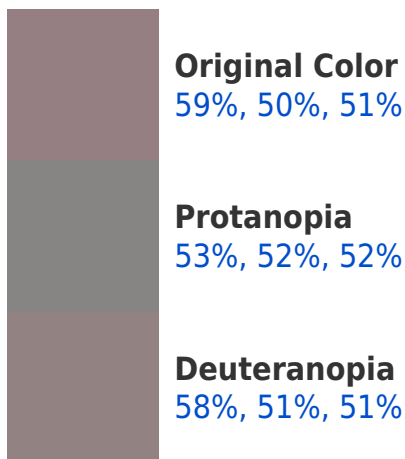 Original Color
59%, 50%, 51%
Protanopia
53%, 52%, 52%
Deuteranopia
58%, 51%, 51%